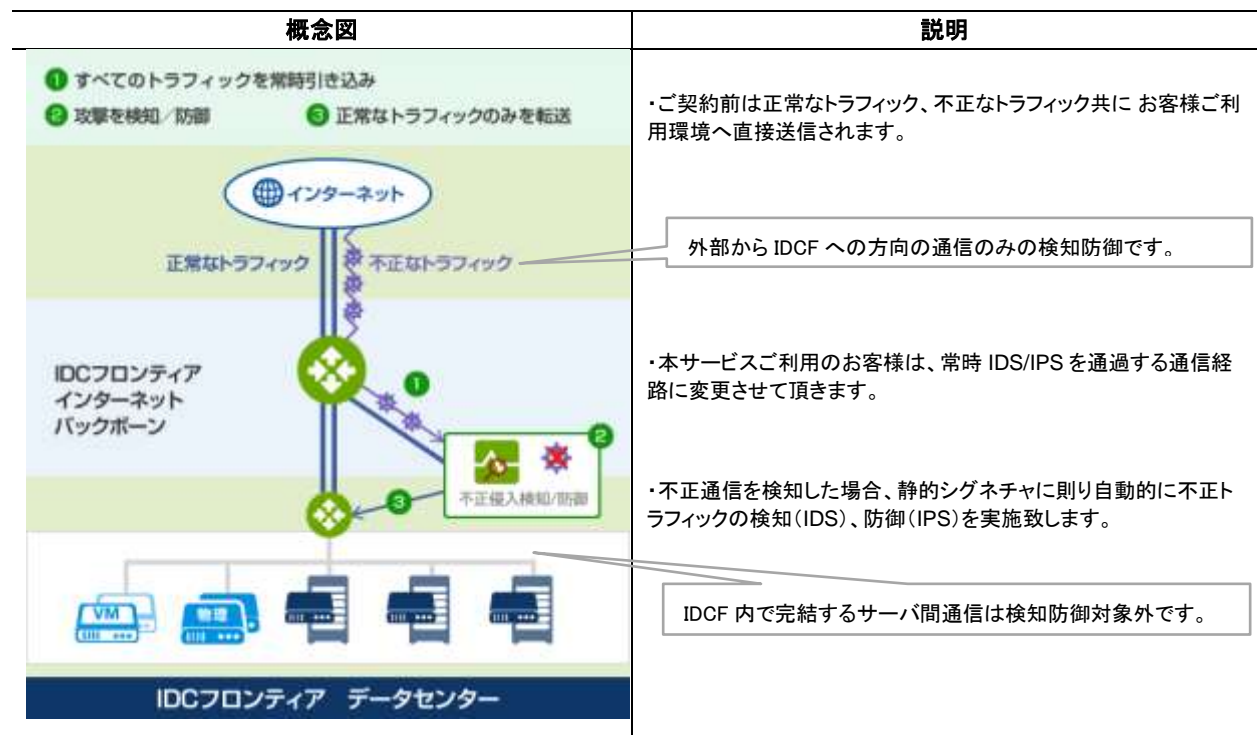 概念図
説明
1 すべてのトラフィックを常時引き込み
2 攻撃を検知／防御 3 正常なトラフィックのみを転送
インターネット
正常なトラフィック
不正なトラフィック
IDCフロンティア
インターネット
バックボーン
1
2
不正侵入検知/防御
3
VM
物理
IDCフロンティア データセンター
・ご契約前は正常なトラフィック、不正なトラフィック共に お客様ご利
用環境へ直接送信されます。
外部から IDCF への方向の通信のみの検知防御です。
・本サービスご利用のお客様は、常時 IDS/IPS を通過する通信経
路に変更させて頂きます。
・不正通信を検知した場合、静的シグネチャに則り自動的に不正ト
ラフィックの検知（IDS）、防御（IPS）を実施致します。
IDCF 内で完結するサーバ間通信は検知防御対象外です。